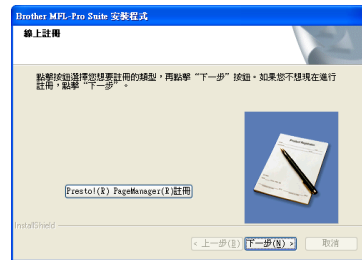 Brother MFL-Pro Suite 安裝程式
線上註冊
點擊按鈕選擇您想要註冊的類型，再點擊“下一步”按鈕。如果您不想現在進行
註冊，點擊“下一步”。
Presto!(R) PageManager(R)註冊
InstallShield
< 上一步(B)
下一步(N) >
取消